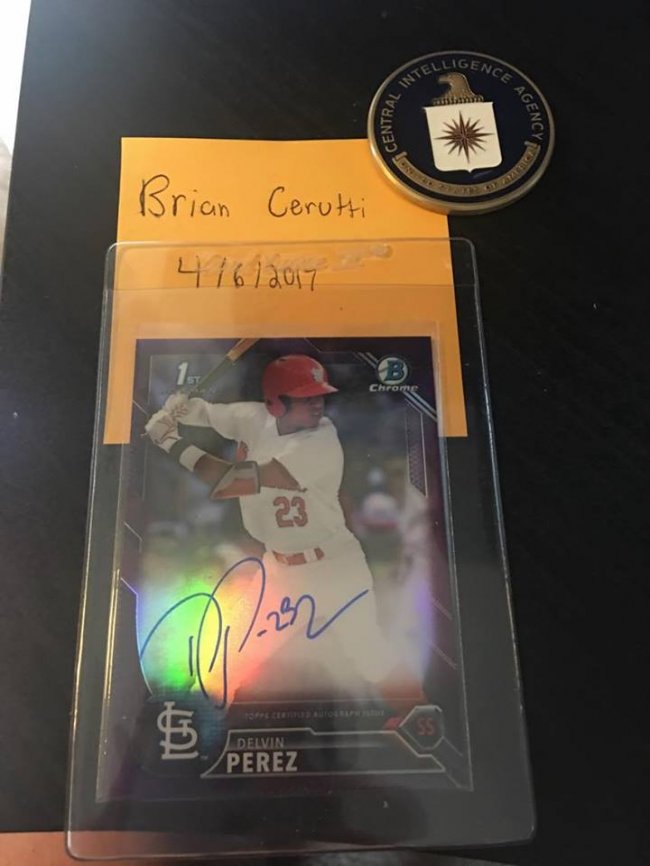 CENTRAL INTELLIGENCE AGENCY
UNITED STATES OF AMERICA
Brian Cerutti
4/6/2017
1ST
B
Chrome
23
TOPPS CERTIFIED AUTOGRAPH ISSUE
SS
STL
DELVIN
PEREZ